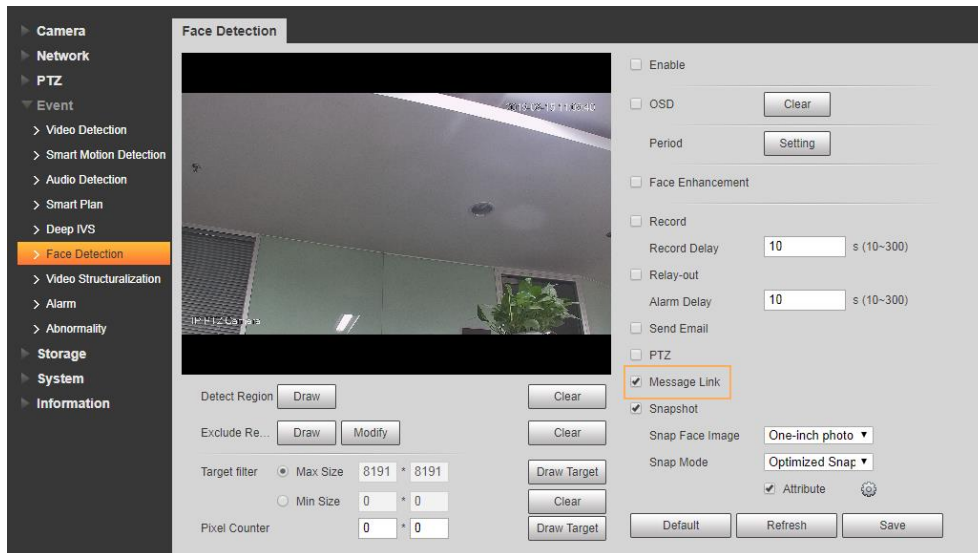 Camera
Network
PTZ
Event
> Video Detection
> Smart Motion Detection
> Audio Detection
> Smart Plan
> Deep IVS
> Face Detection
> Video Structuralization
> Alarm
> Abnormality
Storage
System
Information
Face Detection
IP PTZ Camera
Detect Region Draw Clear
Exclude Re... Draw Modify Clear
Target filter Max Size 8191 * 8191 Draw Target
Min Size 0 * 0 Clear
Pixel Counter 0 * 0 Draw Target
Enable
OSD Clear
Period Setting
Face Enhancement
Record
Record Delay 10 s (10~300)
Relay-out
Alarm Delay 10 s (10~300)
Send Email
PTZ
Message Link
Snapshot
Snap Face Image One-inch photo
Snap Mode Optimized Snap
Attribute
Default Refresh Save